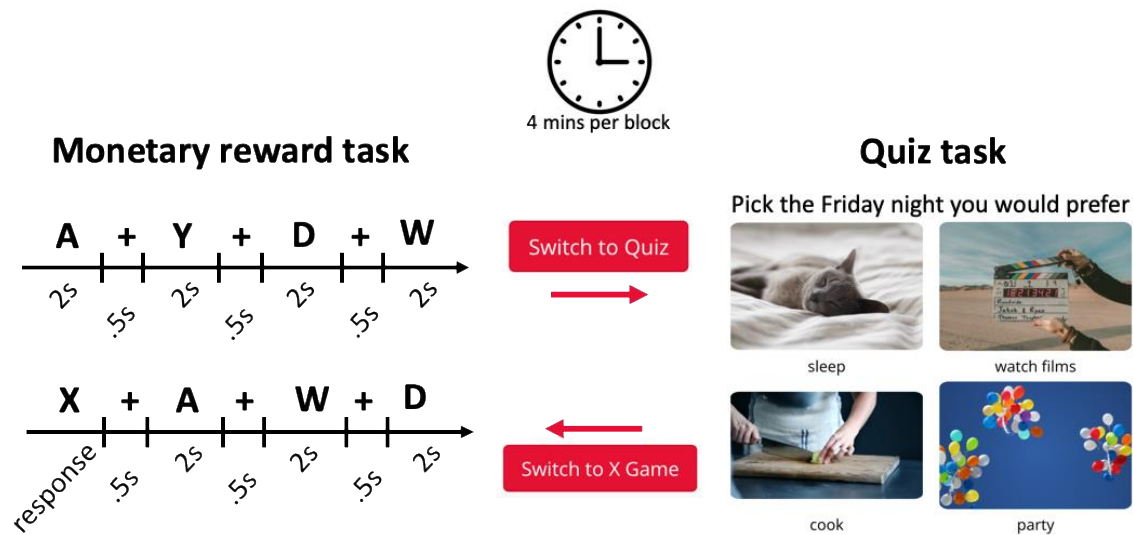 4 mins per block
Monetary reward task
Quiz task
A + Y + D + W
2s .5s 2s .5s 2s .5s 2s
X + A + W + D
response .5s 2s .5s 2s .5s 2s
Switch to Quiz
Switch to X Game
Pick the Friday night you would prefer
sleep
watch films
cook
party